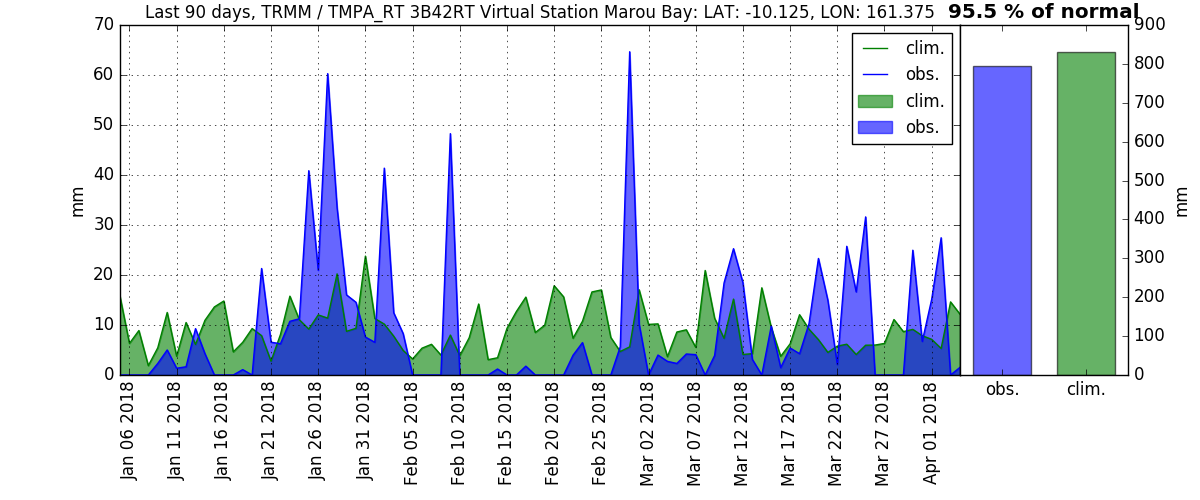 Last 90 days, TRMM / TMPA_RT 3B42RT Virtual Station Marou Bay: LAT: -10.125, LON: 161.375
95.5 % of normal
clim.
obs.
clim.
obs.
mm
70
60
50
40
30
20
10
0
Jan 06 2018
Jan 11 2018
Jan 16 2018
Jan 21 2018
Jan 26 2018
Jan 31 2018
Feb 05 2018
Feb 10 2018
Feb 15 2018
Feb 20 2018
Feb 25 2018
Mar 02 2018
Mar 07 2018
Mar 12 2018
Mar 17 2018
Mar 22 2018
Mar 27 2018
Apr 01 2018
900
800
700
600
500
400
300
200
100
0
mm
obs.
clim.